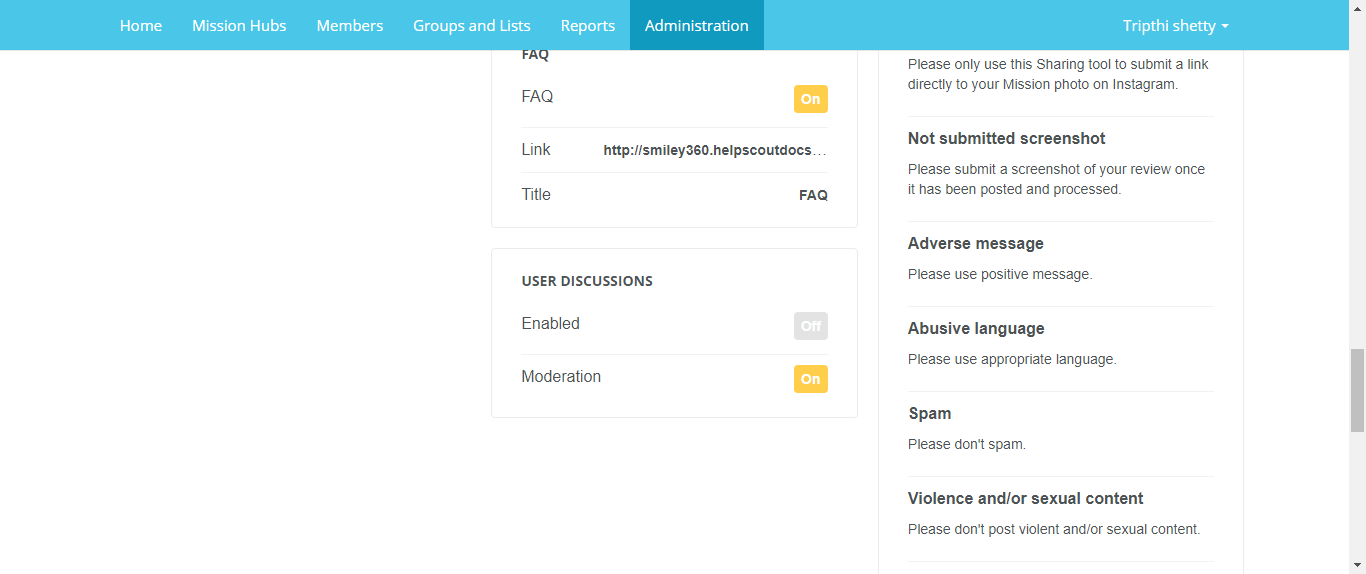 Home Mission Hubs Members Groups and Lists Reports Administration Tripthi shetty
FAQ
FAQ On
Link http://smiley360.helpscoutdocs...
Title FAQ
USER DISCUSSIONS
Enabled Off
Moderation On
Please only use this Sharing tool to submit a link
directly to your Mission photo on Instagram.
Not submitted screenshot
Please submit a screenshot of your review once
it has been posted and processed.
Adverse message
Please use positive message.
Abusive language
Please use appropriate language.
Spam
Please don't spam.
Violence and/or sexual content
Please don't post violent and/or sexual content.